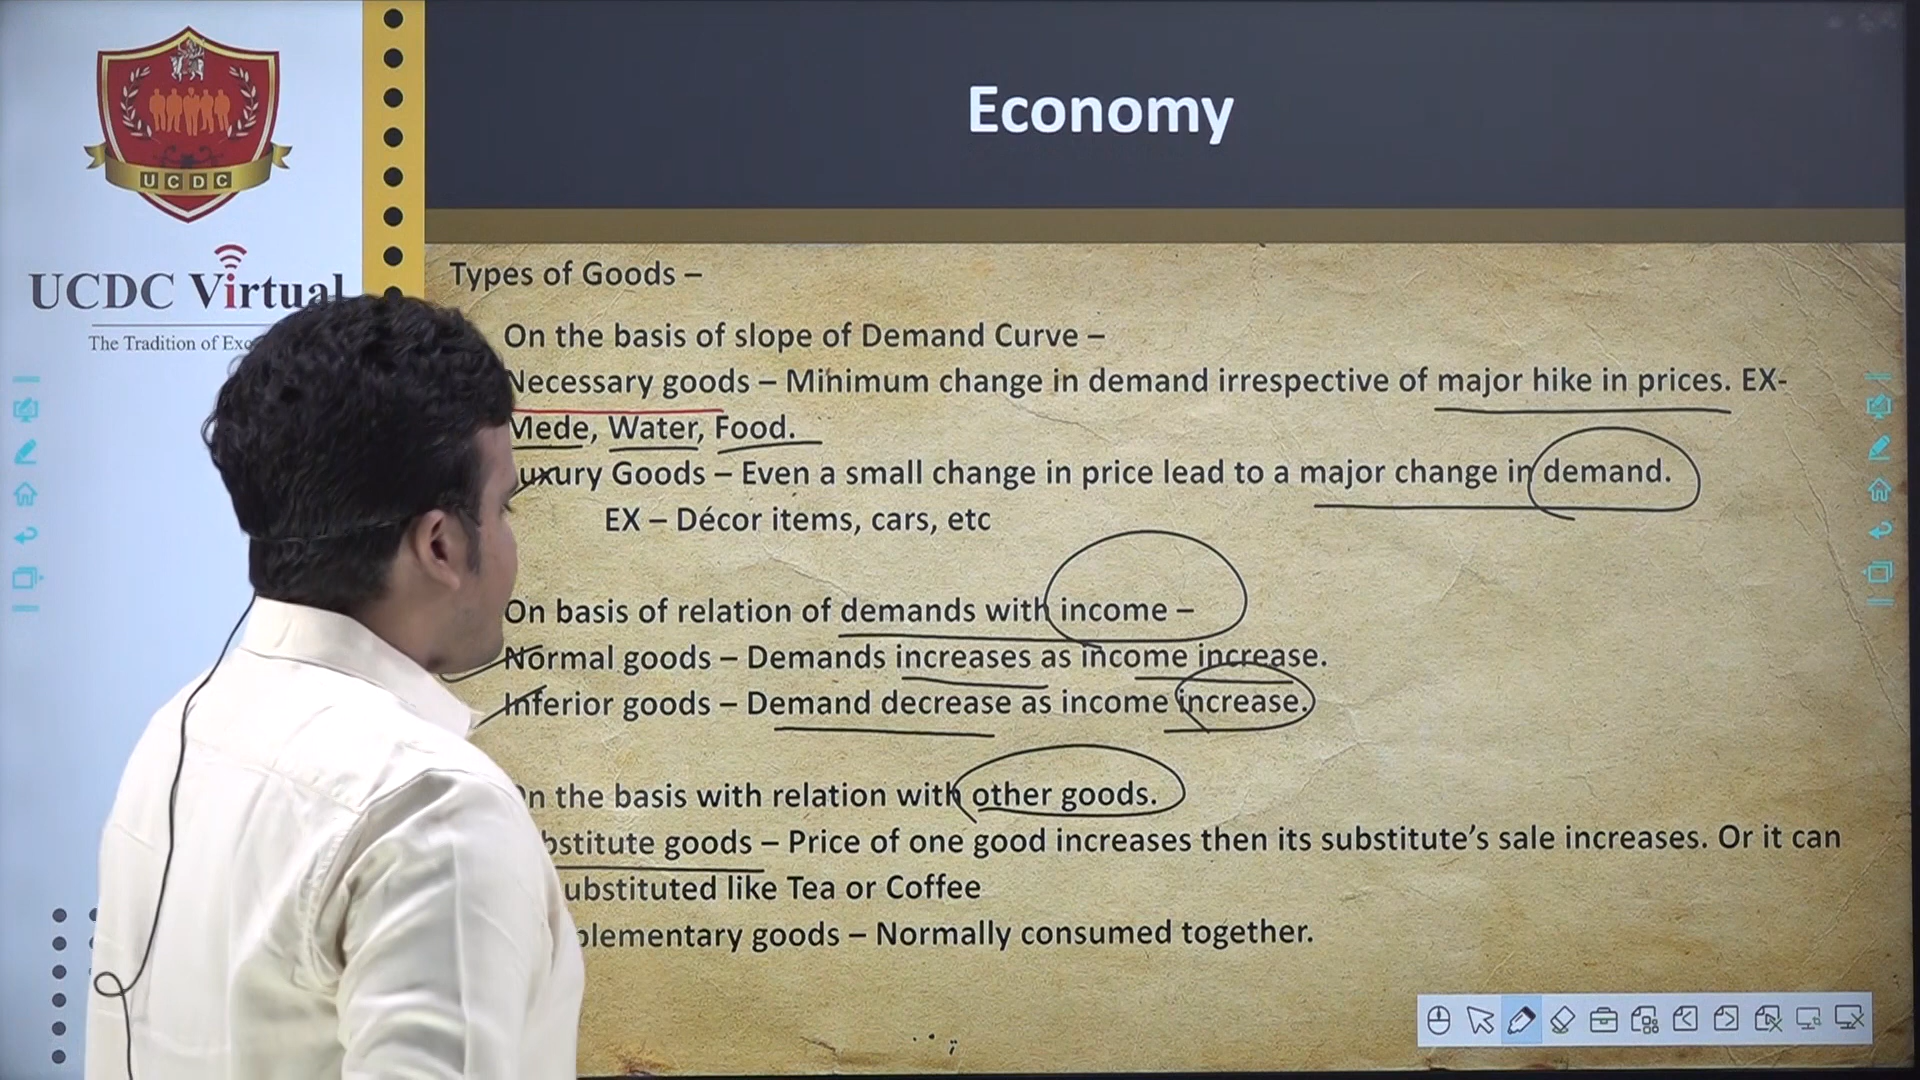 UCDC
UCDC Virtual
The Tradition of
Economy
Types of Goods –
On the basis of slope of Demand Curve –
Necessary goods – Minimum change in demand irrespective of major hike in prices. EX-
Mede, Water, Food.
Luxury Goods – Even a small change in price lead to a major change in demand.
EX – Décor items, cars, etc
On basis of relation of demands with income –
Normal goods – Demands increases as income increase.
Inferior goods – Demand decrease as income increase.
On the basis with relation with other goods.
goods – Price of one good increases then its substitute's sale increases. Or it can
like Tea or Coffee
goods – Normally consumed together.